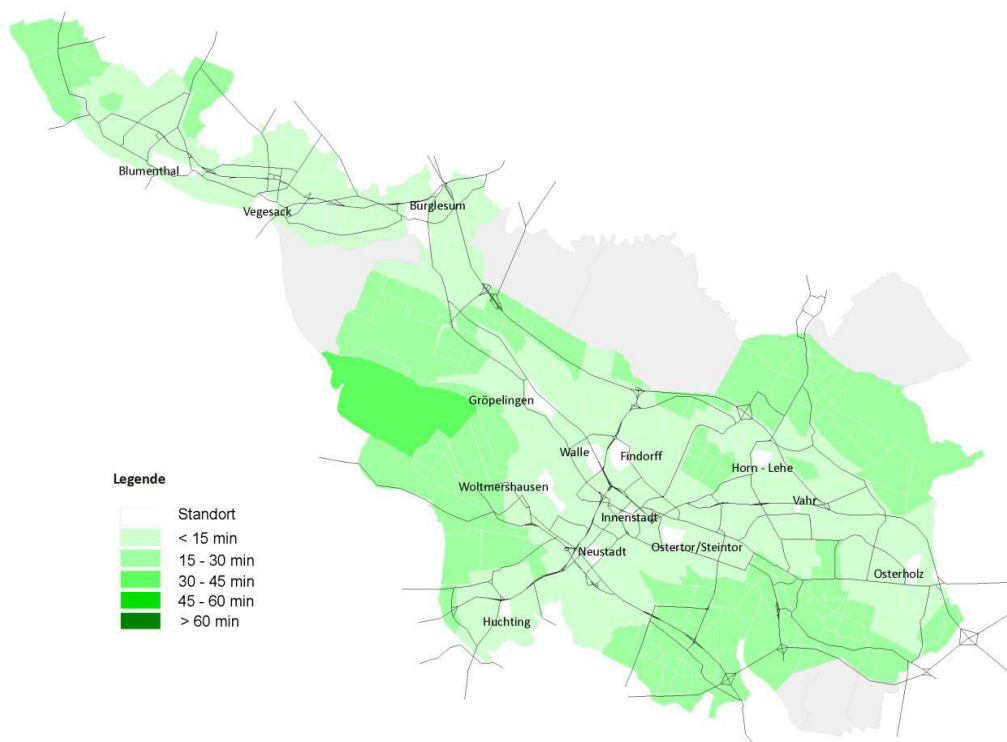 Blumenthal
Vegesack
Burglesum
Gröpelingen
Walle
Findorff
Horn - Lehe
Woltmershausen
Vahr
Innenstadt
Neustadt
Ostertor/Steintor
Osterholz
Huchting
Legende
Standort
< 15 min
15 - 30 min
30 - 45 min
45 - 60 min
> 60 min